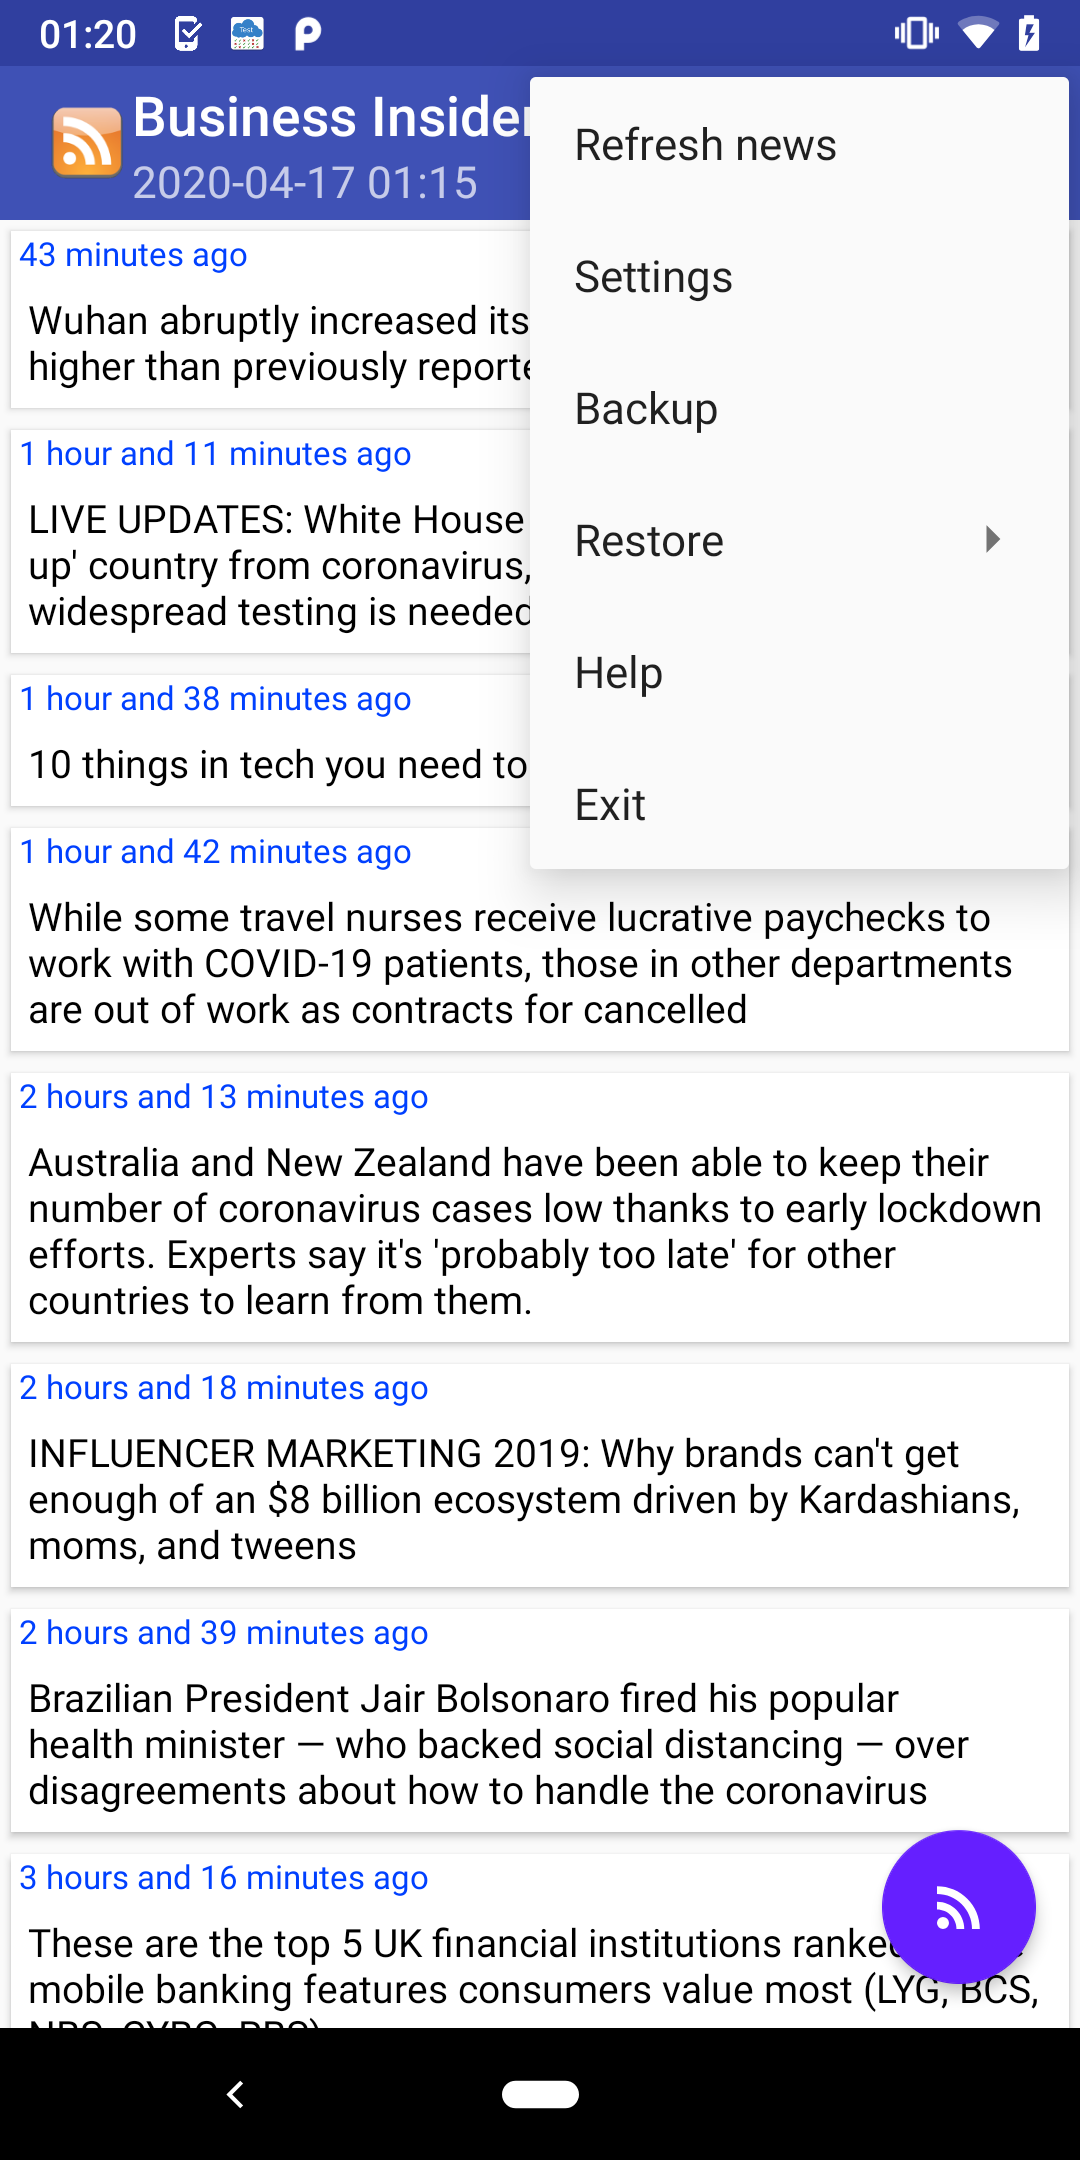 01:20
Business Insider
2020-04-17 01:15
Refresh news
Settings
Backup
Restore
Help
Exit
43 minutes ago
Wuhan abruptly increased its
higher than previously
1 hour and 11 minutes ago
LIVE UPDATES: White House
up' country from coronavirus,
widespread testing is needed
1 hour and 38 minutes ago
10 things in tech you need to
1 hour and 42 minutes ago
While some travel nurses receive lucrative paychecks to
work with COVID-19 patients, those in other departments
are out of work as contracts for cancelled
2 hours and 13 minutes ago
Australia and New Zealand have been able to keep their
number of coronavirus cases low thanks to early lockdown
efforts. Experts say it's 'probably too late' for other
countries to learn from them.
2 hours and 18 minutes ago
INFLUENCER MARKETING 2019: Why brands can't get
enough of an $8 billion ecosystem driven by Kardashians,
moms, and tweens
2 hours and 39 minutes ago
Brazilian President Jair Bolsonaro fired his popular
health minister — who backed social distancing — over
disagreements about how to handle the coronavirus
3 hours and 16 minutes ago
These are the top 5 UK financial institutions ranked
mobile banking features consumers value most (LYG, BCS,